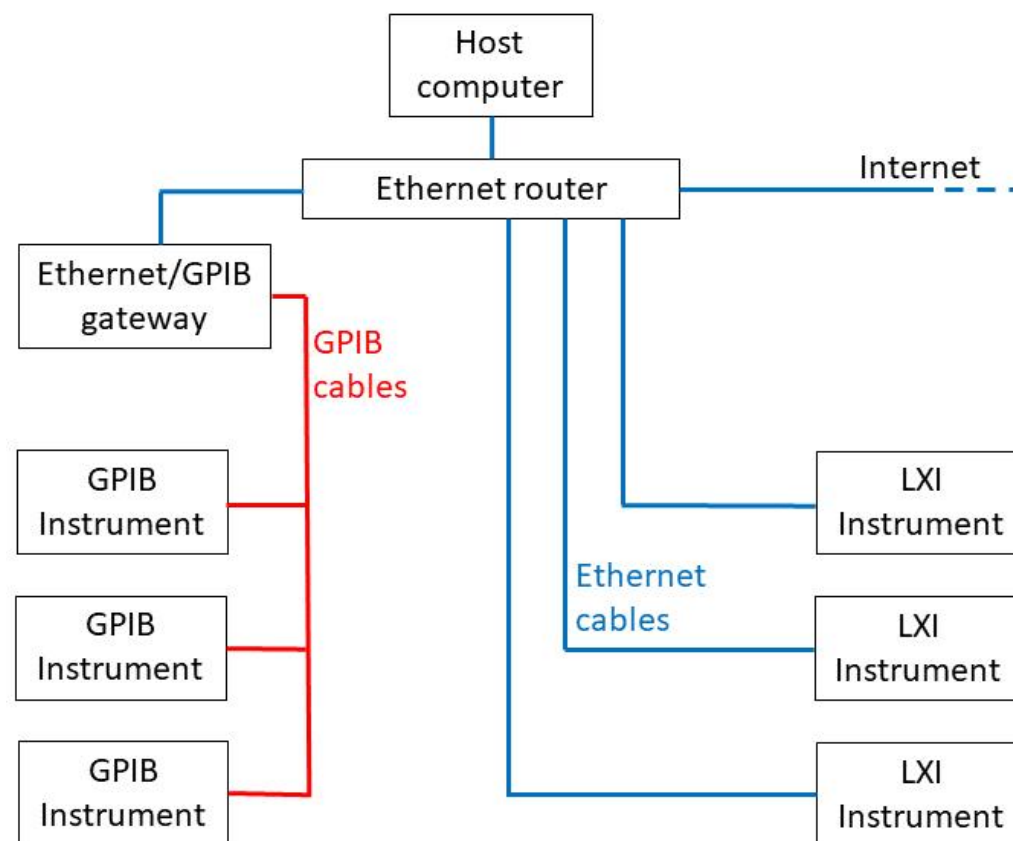 Host
computer
Ethernet router
Internet
Ethernet/GPIB
gateway
GPIB
cables
GPIB
Instrument
LXI
Instrument
Ethernet
cables
GPIB
Instrument
LXI
Instrument
GPIB
Instrument
LXI
Instrument